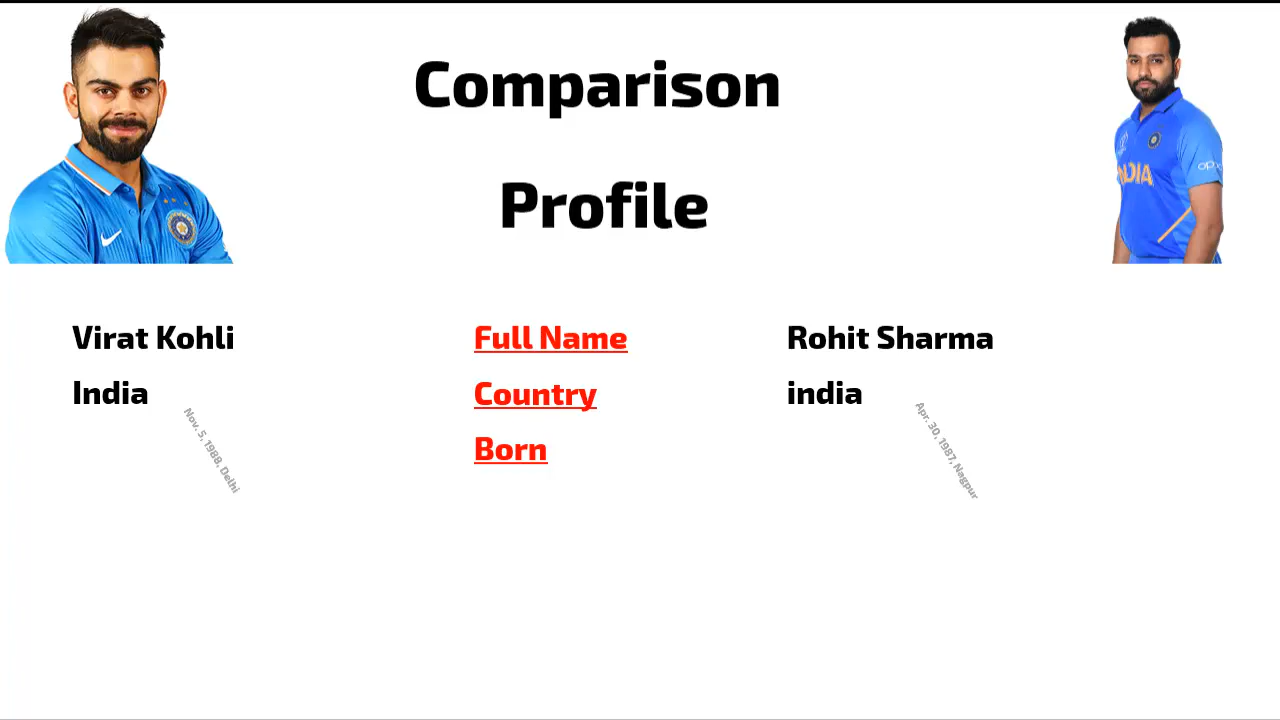 Comparison
Profile
INDIA
Virat Kohli Full Name Rohit Sharma
India Country india
Nov. 5, 1988, Delhi Born Apr. 30, 1987, Nagpur